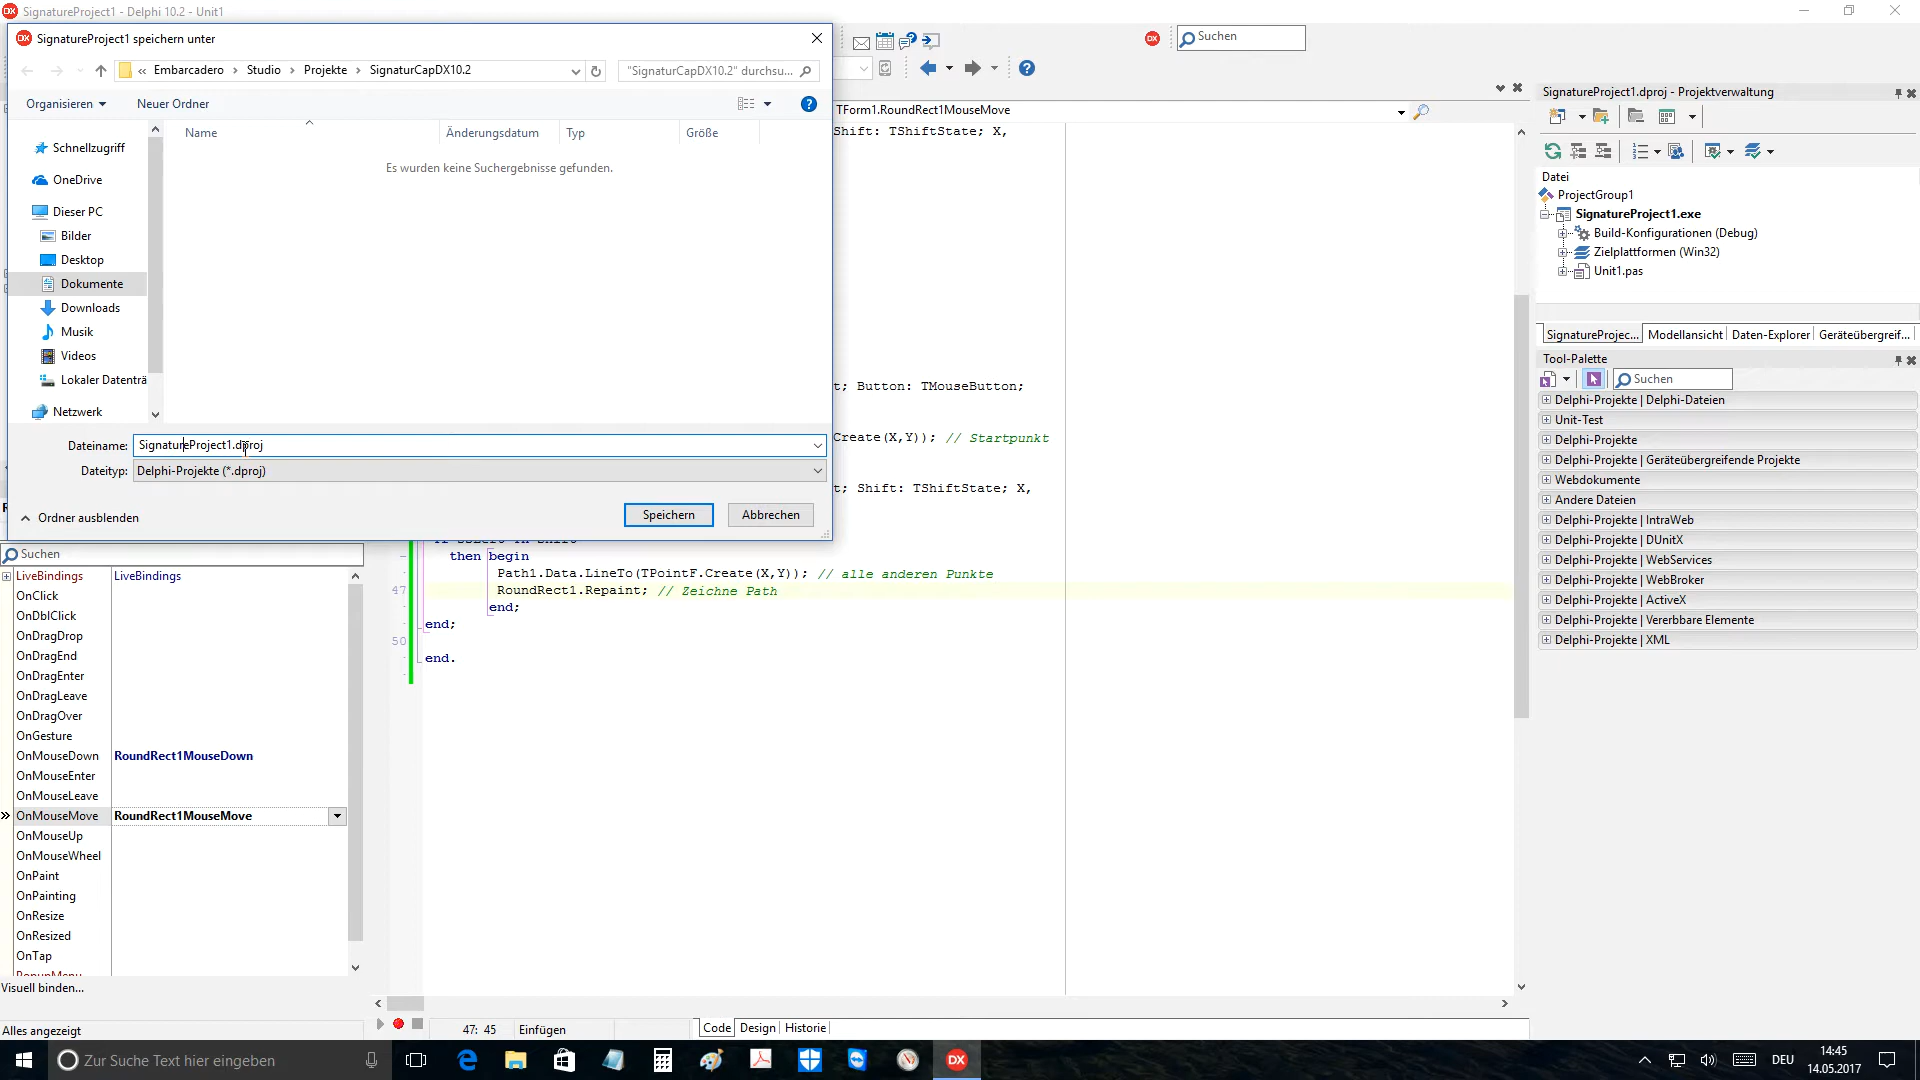 SignatureProject1 - Delphi 10.2 - Unit1
SignatureProject1 speichern unter
« Embarcadero > Studio > Projekte > SignaturCapDX10.2
"SignaturCapDX10.2" durchsu...
Organisieren
Neuer Ordner
Name
Änderungsdatum
Typ
Größe
Es wurden keine Suchergebnisse gefunden.
Schnellzugriff
OneDrive
Dieser PC
Bilder
Desktop
Dokumente
Downloads
Musik
Videos
Lokaler Datenträ
Netzwerk
Dateiname: SignatureProject1.dproj
Dateityp: Delphi-Projekte (*.dproj)
Ordner ausblenden
Speichern
Abbrechen
Suchen
TForm1.RoundRect1MouseMove
Shift: TShiftState; X,
t; Button: TMouseButton;
Create(X,Y)); // Startpunkt
t; Shift: TShiftState; X,
then begin
Path1.Data.LineTo(TPointF.Create(X,Y)); // alle anderen Punkte
47 RoundRect1.Repaint; // Zeichne Path
end;
end;
50
end.
Suchen
LiveBindings LiveBindings
OnClick
OnDblClick
OnDragDrop
OnDragEnd
OnDragEnter
OnDragLeave
OnDragOver
OnGesture
OnMouseDown RoundRect1MouseDown
OnMouseEnter
OnMouseLeave
OnMouseMove RoundRect1MouseMove
OnMouseUp
OnMouseWheel
OnPaint
OnPainting
OnResize
OnResized
OnTap
Visuell binden...
Alles angezeigt
47: 45 Einfügen
Code Design Historie
SignatureProject1.dproj - Projektverwaltung
Datei
ProjectGroup1
SignatureProject1.exe
Build-Konfigurationen (Debug)
Zielplattformen (Win32)
Unit1.pas
SignatureProjec... Modellansicht Daten-Explorer Geräteübergreif...
Tool-Palette
Suchen
Delphi-Projekte | Delphi-Dateien
Unit-Test
Delphi-Projekte
Delphi-Projekte | Geräteübergreifende Projekte
Webdokumente
Andere Dateien
Delphi-Projekte | IntraWeb
Delphi-Projekte | DUnitX
Delphi-Projekte | WebServices
Delphi-Projekte | WebBroker
Delphi-Projekte | ActiveX
Delphi-Projekte | Vererbbare Elemente
Delphi-Projekte | XML
Zur Suche Text hier eingeben
DX
DEU
14:45
14.05.2017